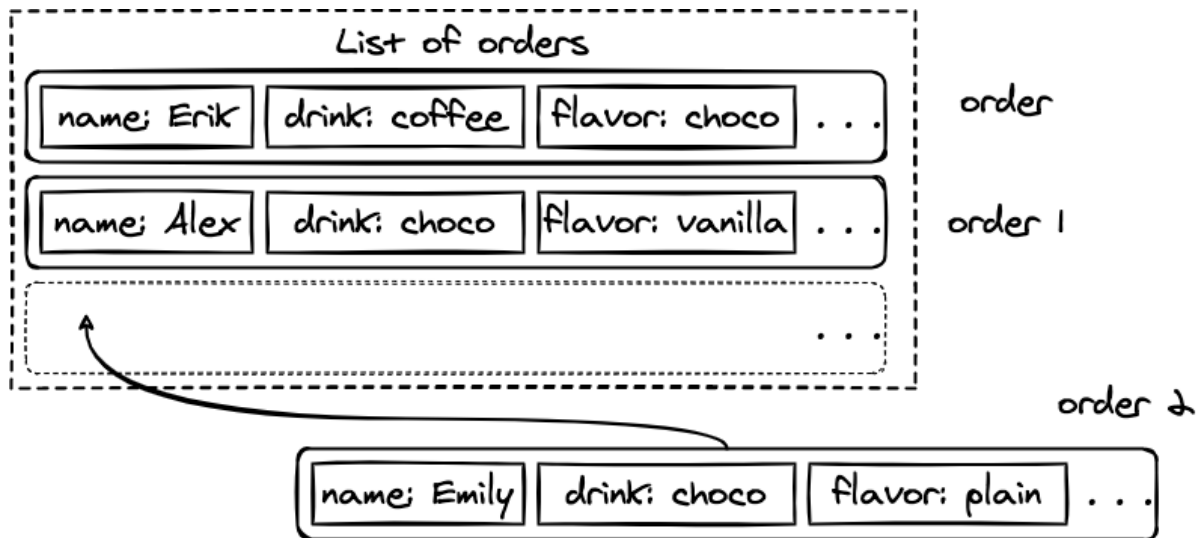 List of orders
name: Erik drink: coffee flavor: choco ... order
name: Alex drink: choco flavor: vanilla ... order 1
...
order 2
name: Emily drink: choco flavor: plain ...